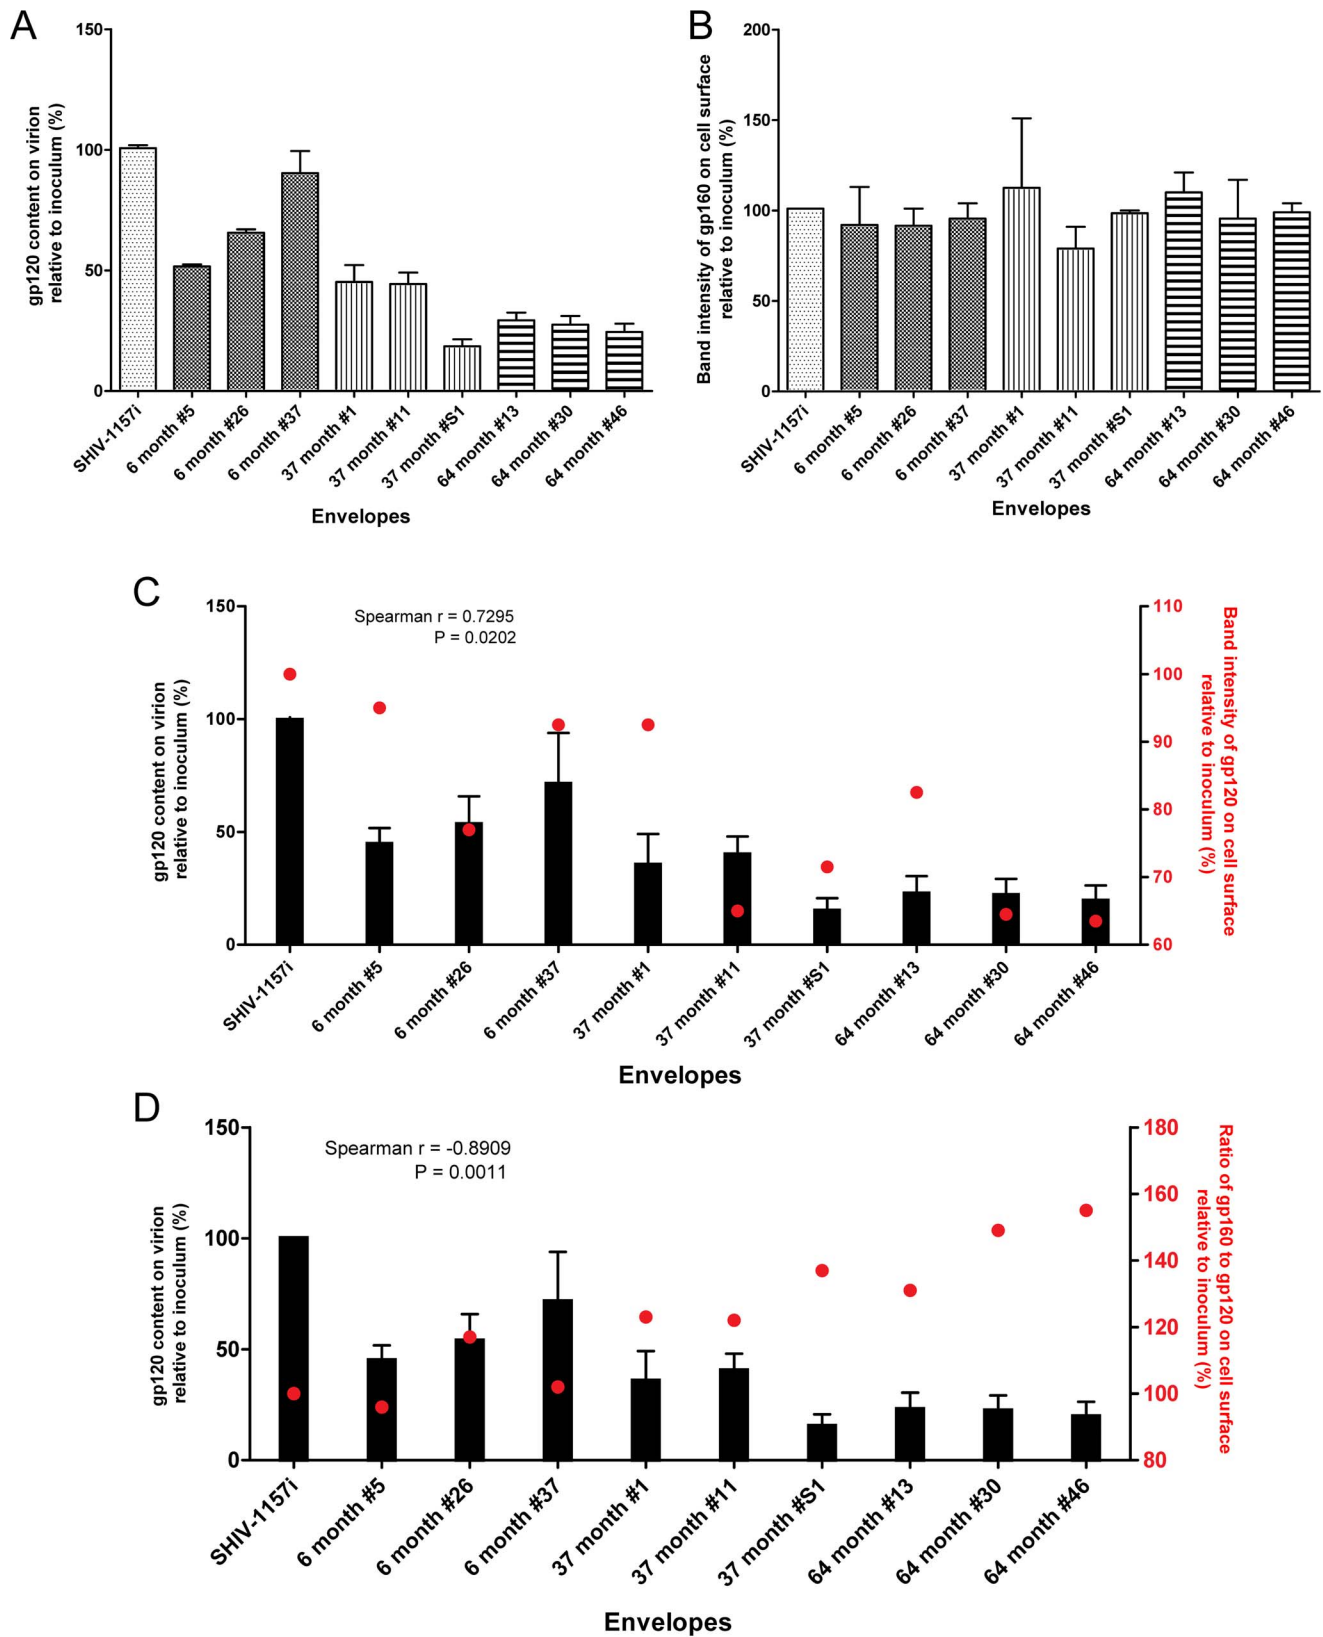 A
gp120 content on virion
relative to inoculum (%)
150
100
50
0
SHIV-1157i
6 month #5
6 month #26
6 month #37
37 month #1
37 month #11
37 month #S1
64 month #13
64 month #30
64 month #46
Envelopes
B
Band intensity of gp160 on cell surface
relative to inoculum (%)
200
150
100
50
0
SHIV-1157i
6 month #5
6 month #26
6 month #37
37 month #1
37 month #11
37 month #S1
64 month #13
64 month #30
64 month #46
Envelopes
C
gp120 content on virion
relative to inoculum (%)
150
100
50
0
Spearman r = 0.7295
P = 0.0202
110
100
90
80
70
60
Band intensity of gp120 on cell surface
relative to inoculum (%)
SHIV-1157i
6 month #5
6 month #26
6 month #37
37 month #1
37 month #11
37 month #S1
64 month #13
64 month #30
64 month #46
Envelopes
D
gp120 content on virion
relative to inoculum (%)
150
100
50
0
Spearman r = -0.8909
P = 0.0011
180
160
140
120
100
80
Ratio of gp160 to gp120 on cell surface
relative to inoculum (%)
SHIV-1157i
6 month #5
6 month #26
6 month #37
37 month #1
37 month #11
37 month #S1
64 month #13
64 month #30
64 month #46
Envelopes